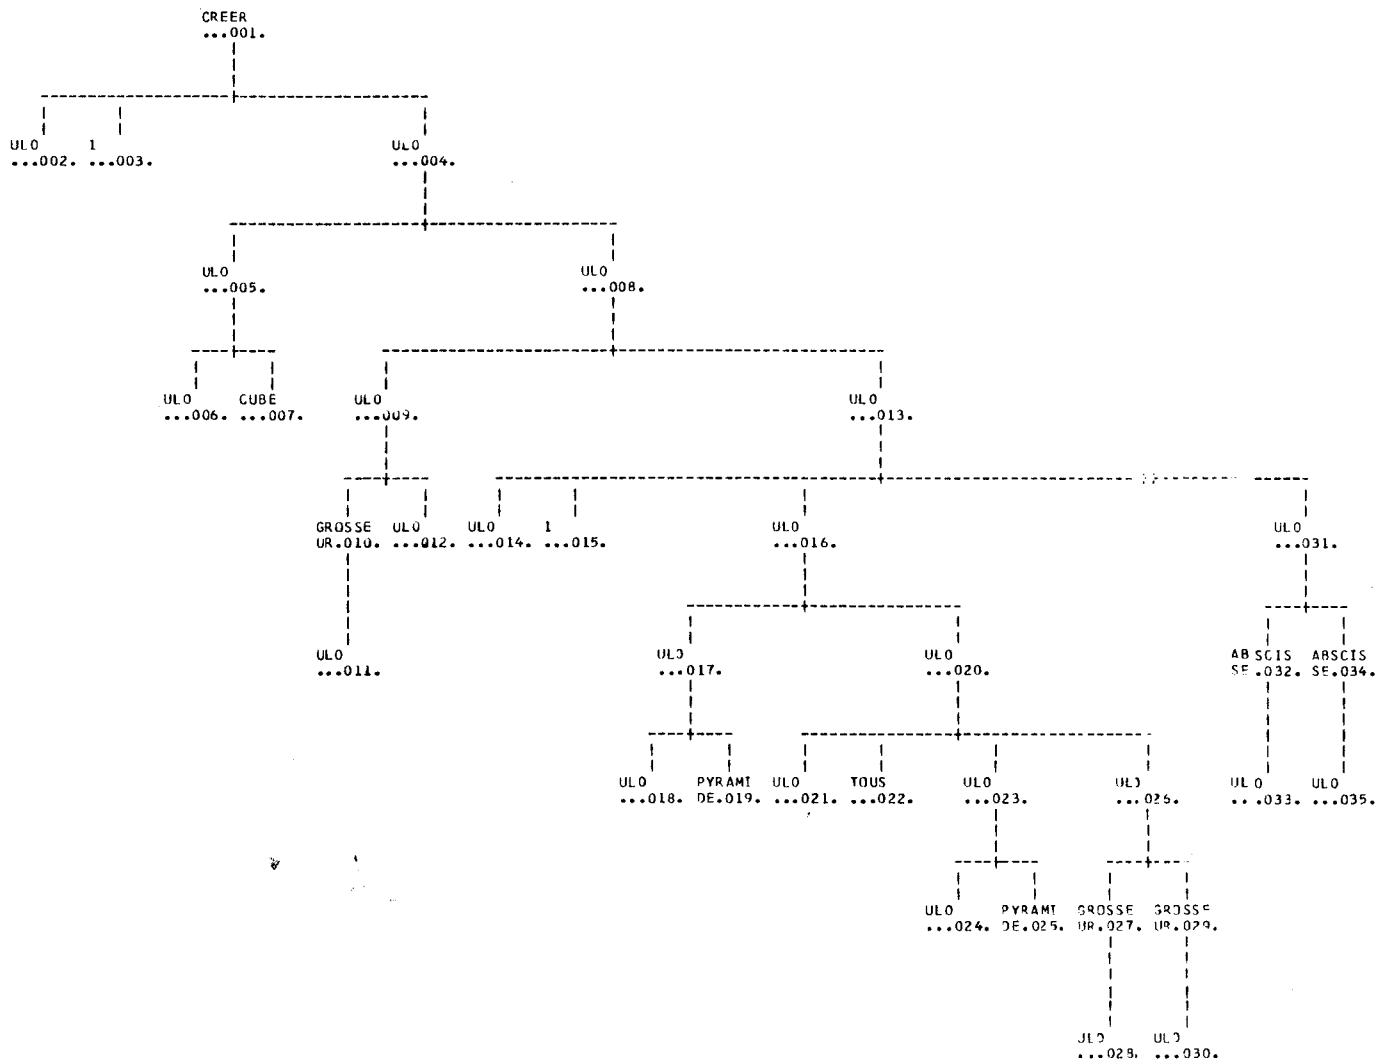 CREER
...001.
ULO 1 ULO
...002. ...003. ...004.
ULO ULO
...005. ...008.
ULO CUBE ULO ULO
...006. ...007. ...009. ...013.
GROSSE ULO ULO 1 ULO ULO
UR.010. ...012. ...014. ...015. ...016. ...031.
ULO ULO ULO ABSCIS ABSCIS
...011. ...017. ...020. SE.032. SE.034.
ULO PYRAMI ULO TOUS ULO ULO ULO ULO
...018. DE.019. ...021. ...022. ...023. ...026. ...033. ...035.
ULO PYRAMI GROSSE GROSSE
...024. DE.025. UR.027. UR.029.
ULO ULO
...028. ...030.